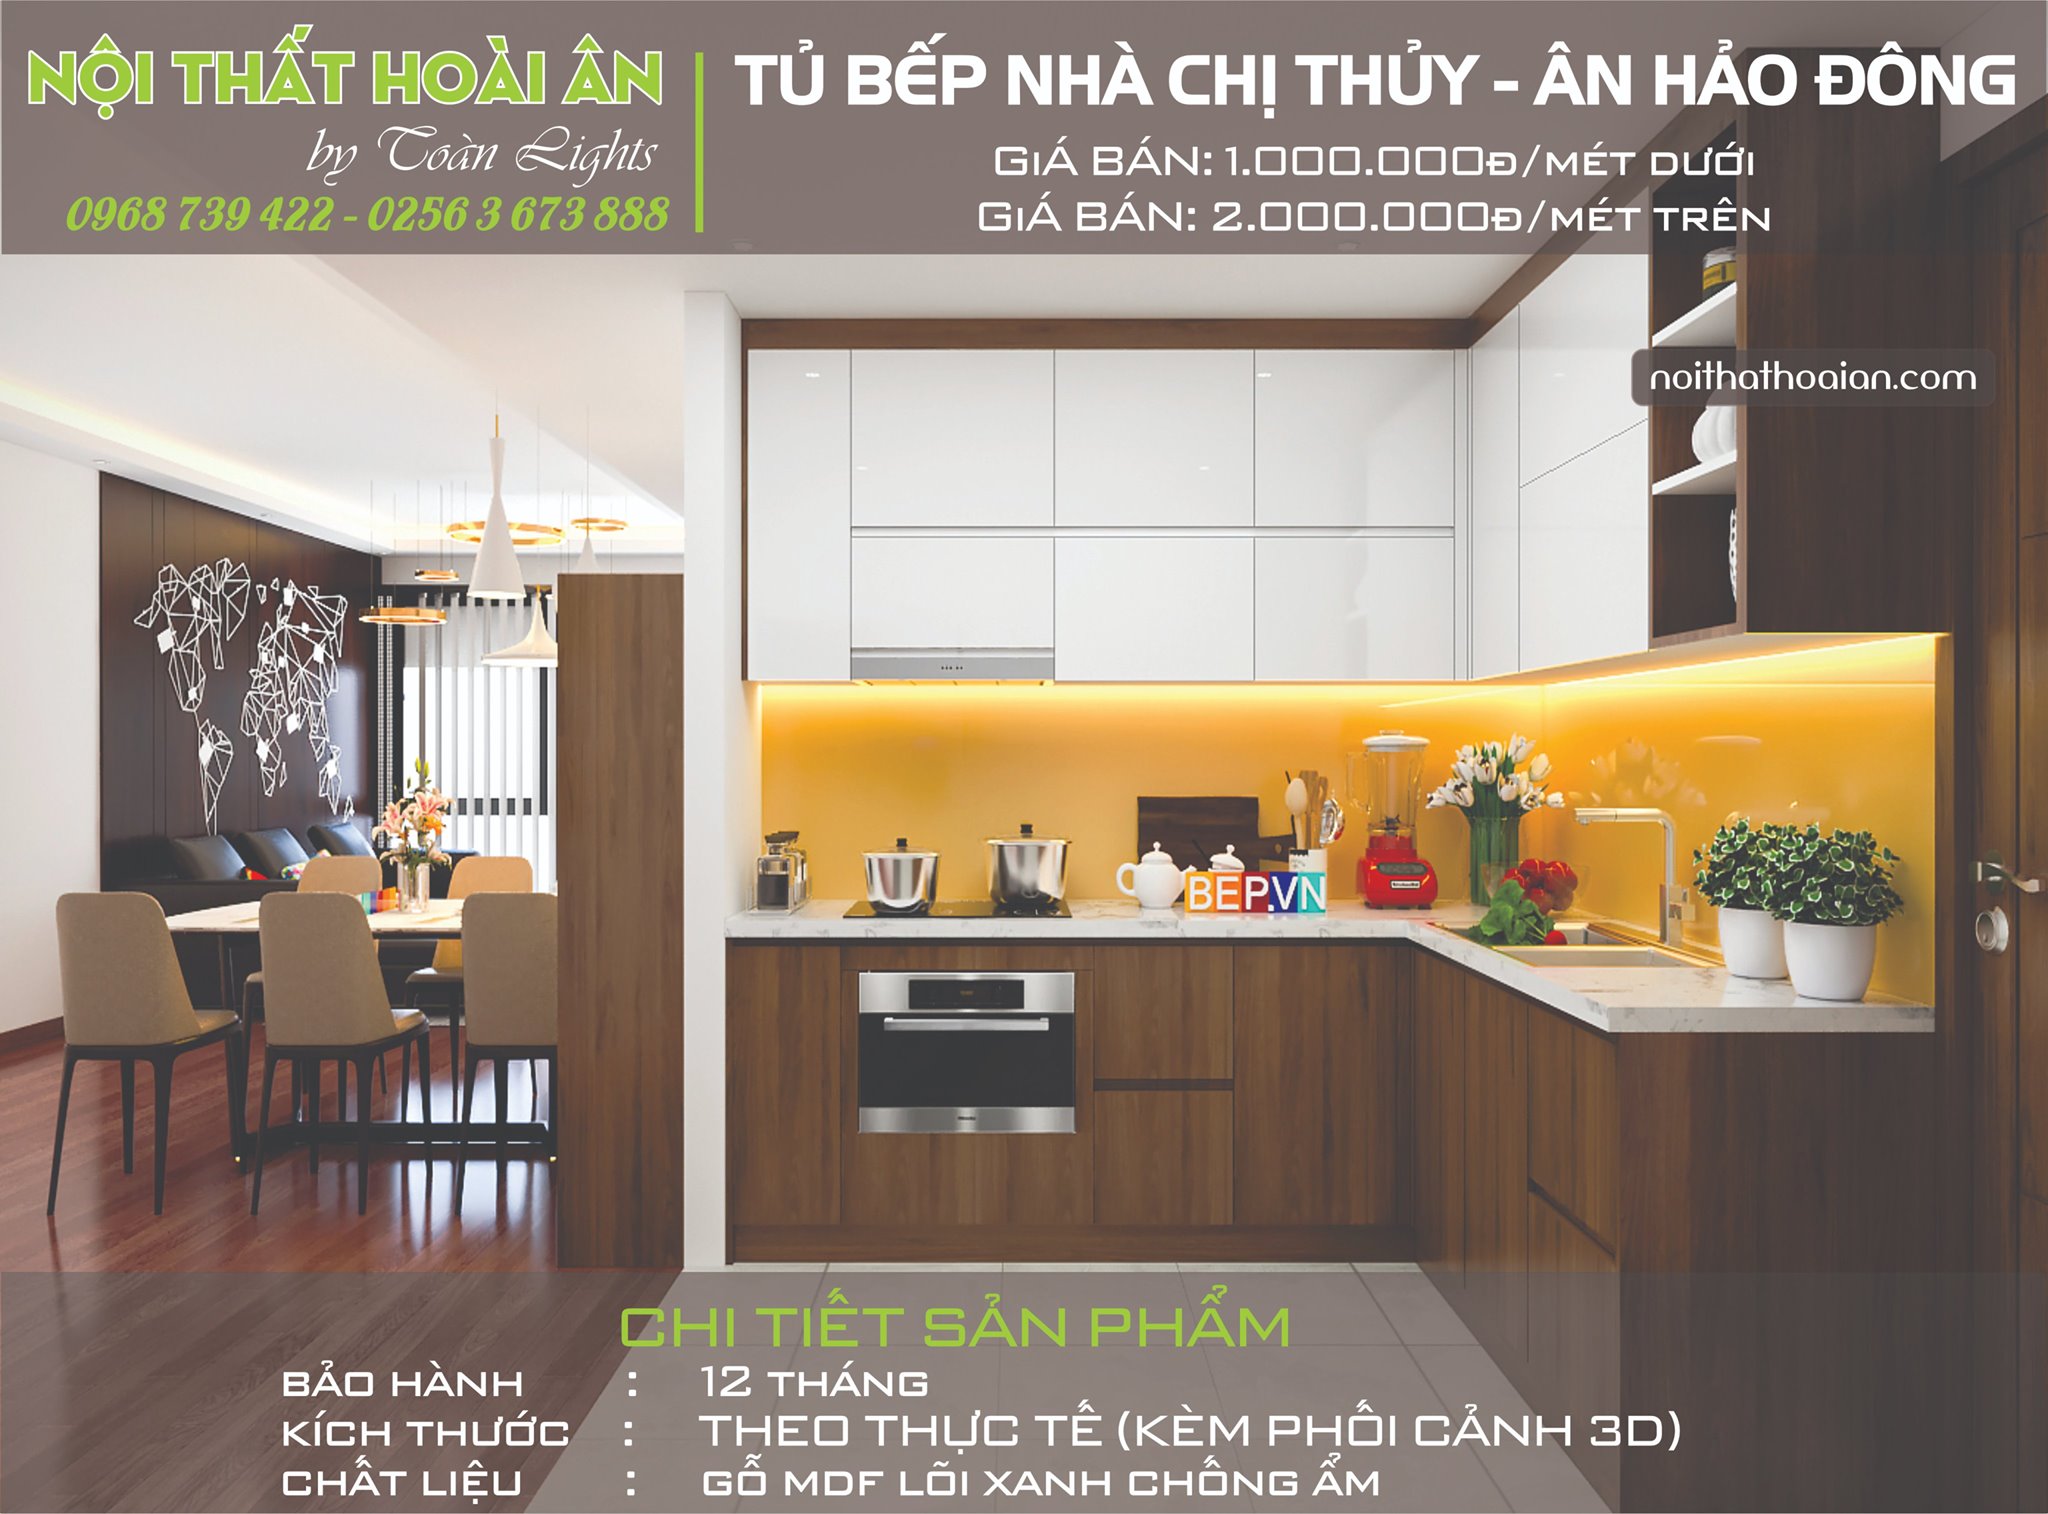 NỘI THẤT HOÀI ÂN
by Toàn Lights
0968 739 422 - 0256 3 673 888
TỦ BẾP NHÀ CHỊ THỦY - ÂN HẢO ĐÔNG
GiÁ BÁN: 1.000.000Đ/MÉT DƯỚI
GiÁ BÁN: 2.000.000Đ/MÉT TRÊN
noithathoaian.com
BEP.VN
CHI TIẾT SẢN PHẨM
BẢO HÀNH : 12 THÁNG
KÍCH THƯỚC : THEO THỰC TẾ (KÈM PHỐI CẢNH 3D)
CHẤT LIỆU : GỖ MDF LÕI XANH CHỐNG ẨM